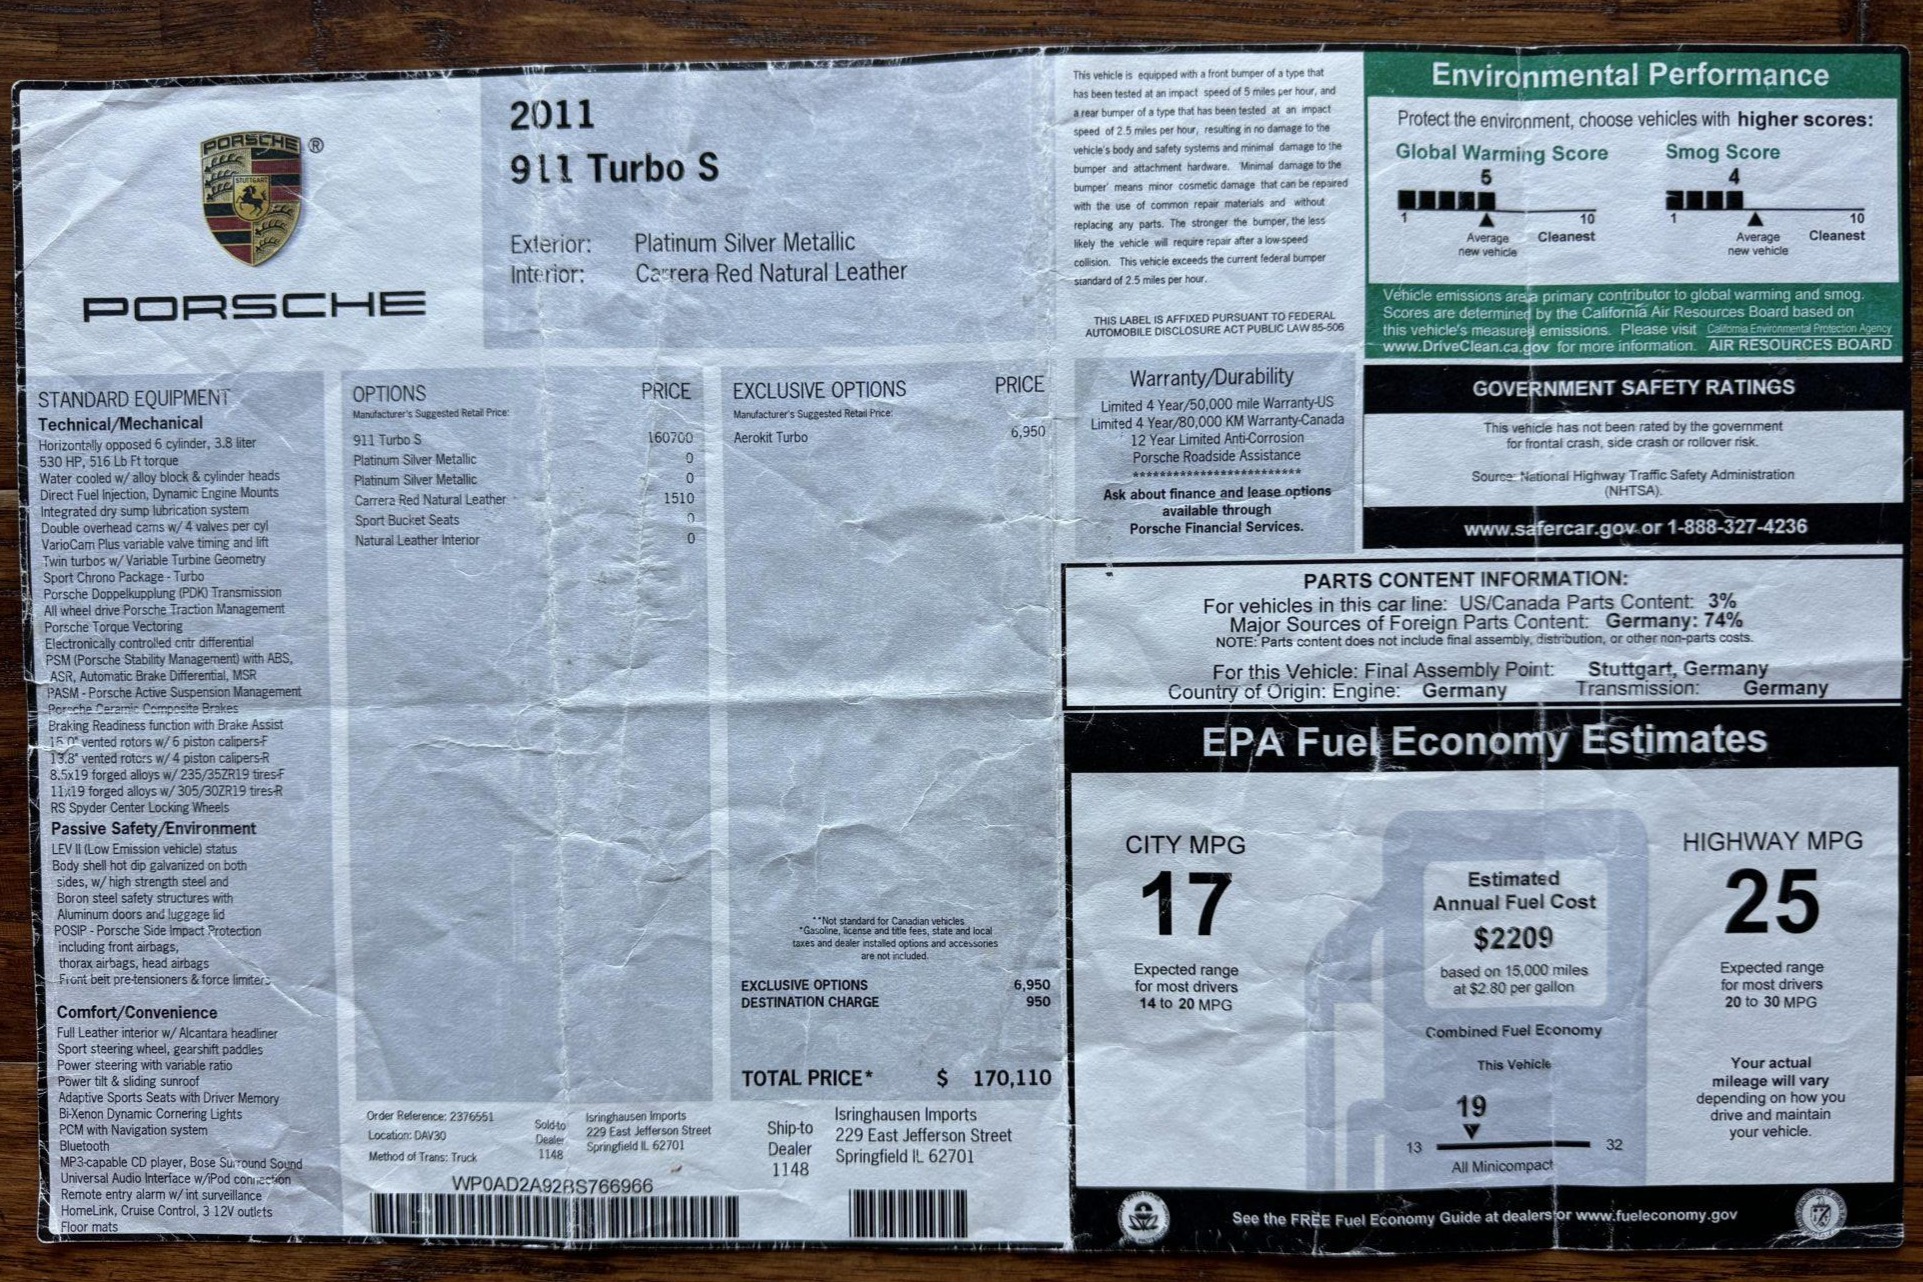 PORSCHE
STUTTGART
®
PORSCHE
2011
911 Turbo S
Exterior: Platinum Silver Metallic
Interior: Carrera Red Natural Leather
STANDARD EQUIPMENT
Technical/Mechanical
Horizontally opposed 6 cylinder, 3.8 liter
530 HP, 516 Lb Ft torque
Water cooled w/ alloy block & cylinder heads
Direct Fuel Injection, Dynamic Engine Mounts
Integrated dry sump lubrication system
Double overhead cams w/ 4 valves per cyl
VarioCam Plus variable valve timing and lift
Twin turbos w/ Variable Turbine Geometry
Sport Chrono Package - Turbo
Porsche Doppelkupplung (PDK) Transmission
All wheel drive Porsche Traction Management
Porsche Torque Vectoring
Electronically controlled cntr differential
PSM (Porsche Stability Management) with ABS,
ASR, Automatic Brake Differential, MSR
PASM - Porsche Active Suspension Management
Porsche Ceramic Composite Brakes
Braking Readiness function with Brake Assist
15.0" vented rotors w/ 6 piston calipers-F
13.8" vented rotors w/ 4 piston calipers-R
8.5x19 forged alloys w/ 235/35ZR19 tires-F
11x19 forged alloys w/ 305/30ZR19 tires-R
RS Spyder Center Locking Wheels
Passive Safety/Environment
LEV II (Low Emission vehicle) status
Body shell hot dip galvanized on both
sides, w/ high strength steel and
Boron steel safety structures with
Aluminum doors and luggage lid
POSIP - Porsche Side Impact Protection
including front airbags,
thorax airbags, head airbags
Front belt pre-tensioners & force limiters
Comfort/Convenience
Full Leather interior w/ Alcantara headliner
Sport steering wheel, gearshift paddles
Power steering with variable ratio
Power tilt & sliding sunroof
Adaptive Sports Seats with Driver Memory
Bi-Xenon Dynamic Cornering Lights
PCM with Navigation system
Bluetooth
MP3-capable CD player, Bose Surround Sound
Universal Audio Interface w/iPod connection
Remote entry alarm w/ int surveillance
HomeLink, Cruise Control, 3 12V outlets
Floor mats
OPTIONS PRICE
Manufacturer's Suggested Retail Price:
911 Turbo S 160700
Platinum Silver Metallic 0
Platinum Silver Metallic 0
Carrera Red Natural Leather 1510
Sport Bucket Seats 0
Natural Leather Interior 0
EXCLUSIVE OPTIONS PRICE
Manufacturer's Suggested Retail Price:
Aerokit Turbo 6,950
**Not standard for Canadian vehicles
*Gasoline, license and title fees, state and local
taxes and dealer installed options and accessories
are not included.
EXCLUSIVE OPTIONS 6,950
DESTINATION CHARGE 950
TOTAL PRICE* $ 170,110
Order Reference: 2376551
Location: DAV30
Method of Trans: Truck
Sold-to
Dealer
1148
Isringhausen Imports
229 East Jefferson Street
Springfield IL 62701
Ship-to
Dealer
1148
Isringhausen Imports
229 East Jefferson Street
Springfield IL 62701
WP0AD2A92BS766966
This vehicle is equipped with a front bumper of a type that
has been tested at an impact speed of 5 miles per hour, and
a rear bumper of a type that has been tested at an impact
speed of 2.5 miles per hour, resulting in no damage to the
vehicle's body and safety systems and minimal damage to the
bumper and attachment hardware. 'Minimal damage to the
bumper' means minor cosmetic damage that can be repaired
with the use of common repair materials and without
replacing any parts. The stronger the bumper, the less
likely the vehicle will require repair after a low-speed
collision. This vehicle exceeds the current federal bumper
standard of 2.5 miles per hour.
THIS LABEL IS AFFIXED PURSUANT TO FEDERAL
AUTOMOBILE DISCLOSURE ACT PUBLIC LAW 85-506
Warranty/Durability
Limited 4 Year/50,000 mile Warranty-US
Limited 4 Year/80,000 KM Warranty-Canada
12 Year Limited Anti-Corrosion
Porsche Roadside Assistance
************************
Ask about finance and lease options
available through
Porsche Financial Services.
Environmental Performance
Protect the environment, choose vehicles with higher scores:
Global Warming Score
5
1 10
Average
new vehicle
Cleanest
Smog Score
4
1 10
Average
new vehicle
Cleanest
Vehicle emissions are a primary contributor to global warming and smog.
Scores are determined by the California Air Resources Board based on
this vehicle's measured emissions. Please visit California Environmental Protection Agency
www.DriveClean.ca.gov for more information. AIR RESOURCES BOARD
GOVERNMENT SAFETY RATINGS
This vehicle has not been rated by the government
for frontal crash, side crash or rollover risk.
Source: National Highway Traffic Safety Administration
(NHTSA).
www.safercar.gov or 1-888-327-4236
PARTS CONTENT INFORMATION:
For vehicles in this car line: US/Canada Parts Content: 3%
Major Sources of Foreign Parts Content: Germany: 74%
NOTE: Parts content does not include final assembly, distribution, or other non-parts costs.
For this Vehicle: Final Assembly Point: Stuttgart, Germany
Country of Origin: Engine: Germany Transmission: Germany
EPA Fuel Economy Estimates
CITY MPG
17
Expected range
for most drivers
14 to 20 MPG
Estimated
Annual Fuel Cost
$2209
based on 15,000 miles
at $2.80 per gallon
Combined Fuel Economy
This Vehicle
19
13 32
All Minicompact
HIGHWAY MPG
25
Expected range
for most drivers
20 to 30 MPG
Your actual
mileage will vary
depending on how you
drive and maintain
your vehicle.
See the FREE Fuel Economy Guide at dealers or www.fueleconomy.gov